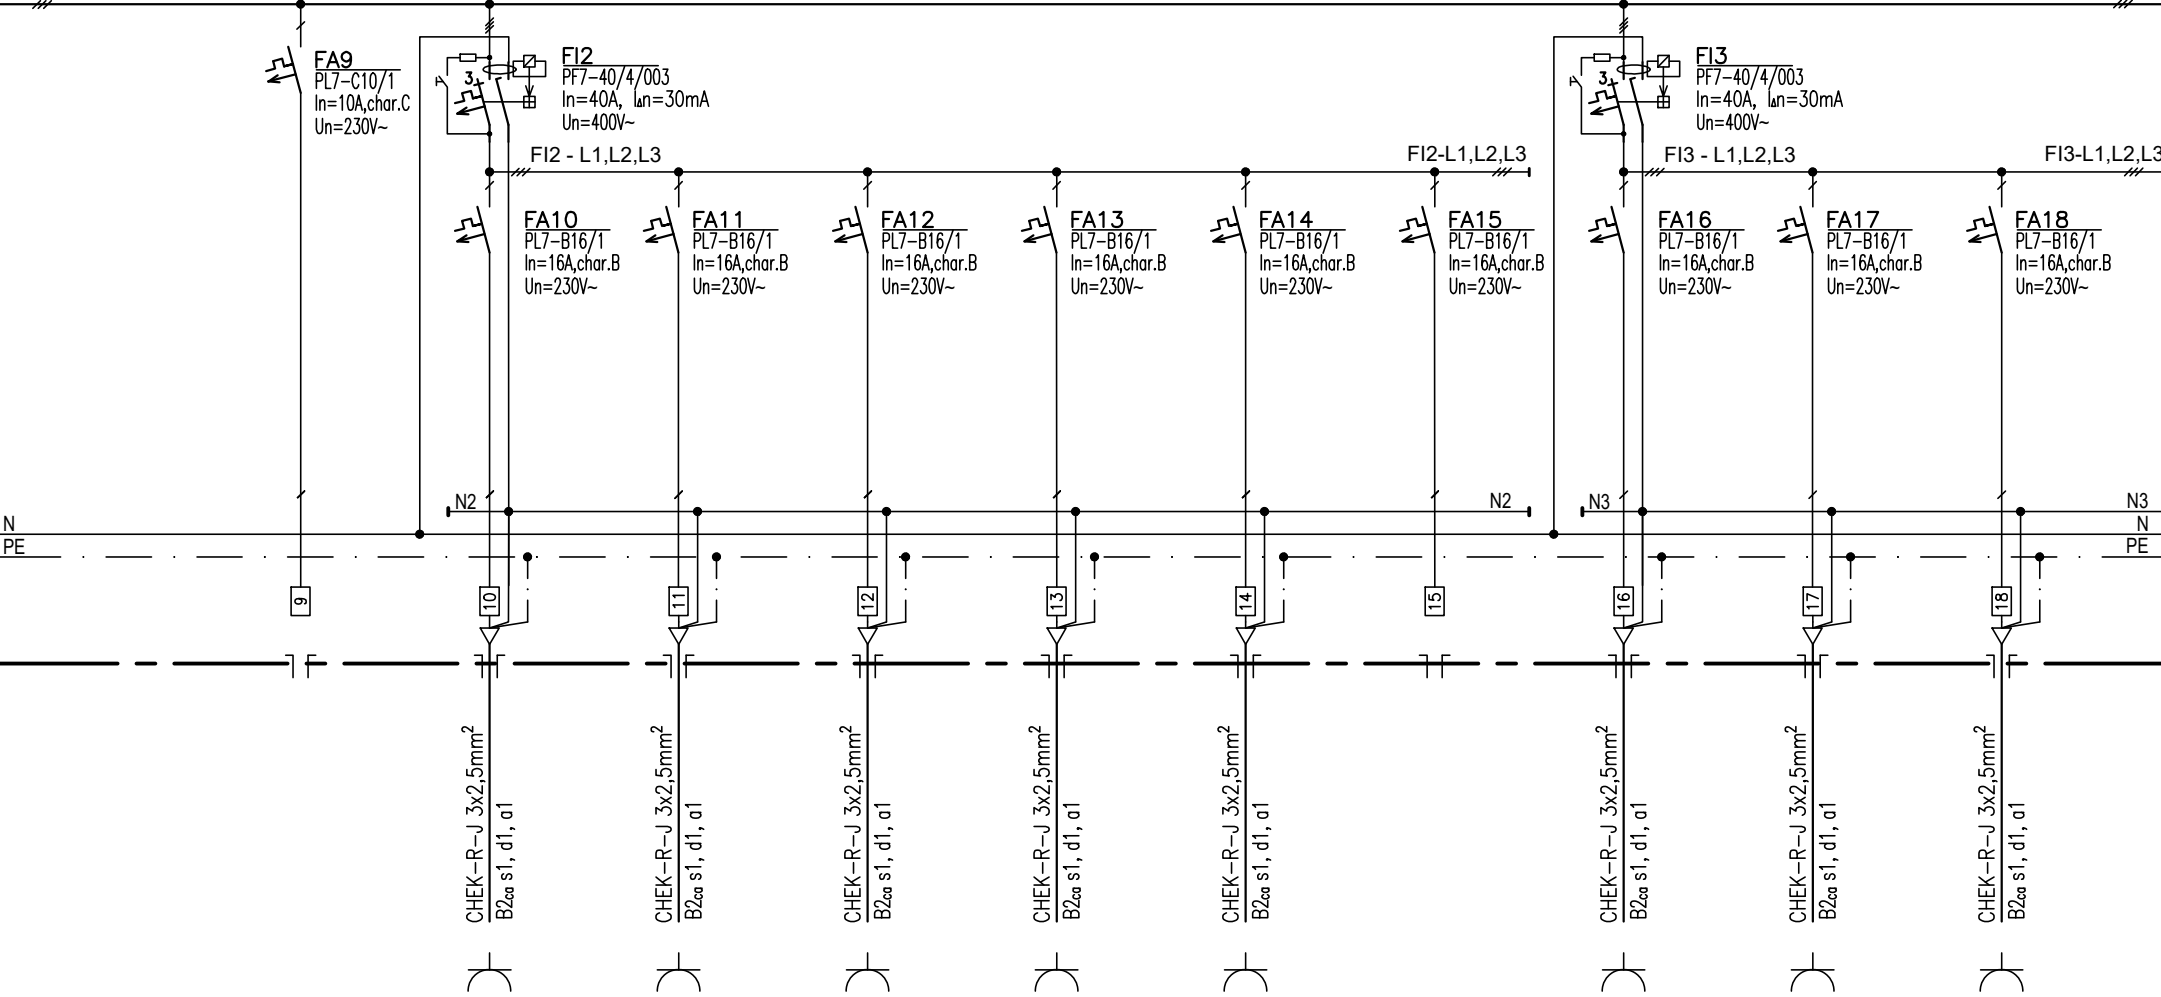 FA9
PL7-C10/1
In=10A,char.C
Un=230V~
3
FI2
PF7-40/4/003
In=40A, I∆n=30mA
Un=400V~
3
FI3
PF7-40/4/003
In=40A, I∆n=30mA
Un=400V~
FI2 - L1,L2,L3
FI2-L1,L2,L3
FI3 - L1,L2,L3
FI3-L1,L2,L3
FA10
PL7-B16/1
In=16A,char.B
Un=230V~
FA11
PL7-B16/1
In=16A,char.B
Un=230V~
FA12
PL7-B16/1
In=16A,char.B
Un=230V~
FA13
PL7-B16/1
In=16A,char.B
Un=230V~
FA14
PL7-B16/1
In=16A,char.B
Un=230V~
FA15
PL7-B16/1
In=16A,char.B
Un=230V~
FA16
PL7-B16/1
In=16A,char.B
Un=230V~
FA17
PL7-B16/1
In=16A,char.B
Un=230V~
FA18
PL7-B16/1
In=16A,char.B
Un=230V~
N2
N2
N3
N3
N
N
PE
PE
9
10
11
12
13
14
15
16
17
18
CHEK-R-J 3x2,5mm²
B2ca s1, d1, a1
CHEK-R-J 3x2,5mm²
B2ca s1, d1, a1
CHEK-R-J 3x2,5mm²
B2ca s1, d1, a1
CHEK-R-J 3x2,5mm²
B2ca s1, d1, a1
CHEK-R-J 3x2,5mm²
B2ca s1, d1, a1
CHEK-R-J 3x2,5mm²
B2ca s1, d1, a1
CHEK-R-J 3x2,5mm²
B2ca s1, d1, a1
CHEK-R-J 3x2,5mm²
B2ca s1, d1, a1